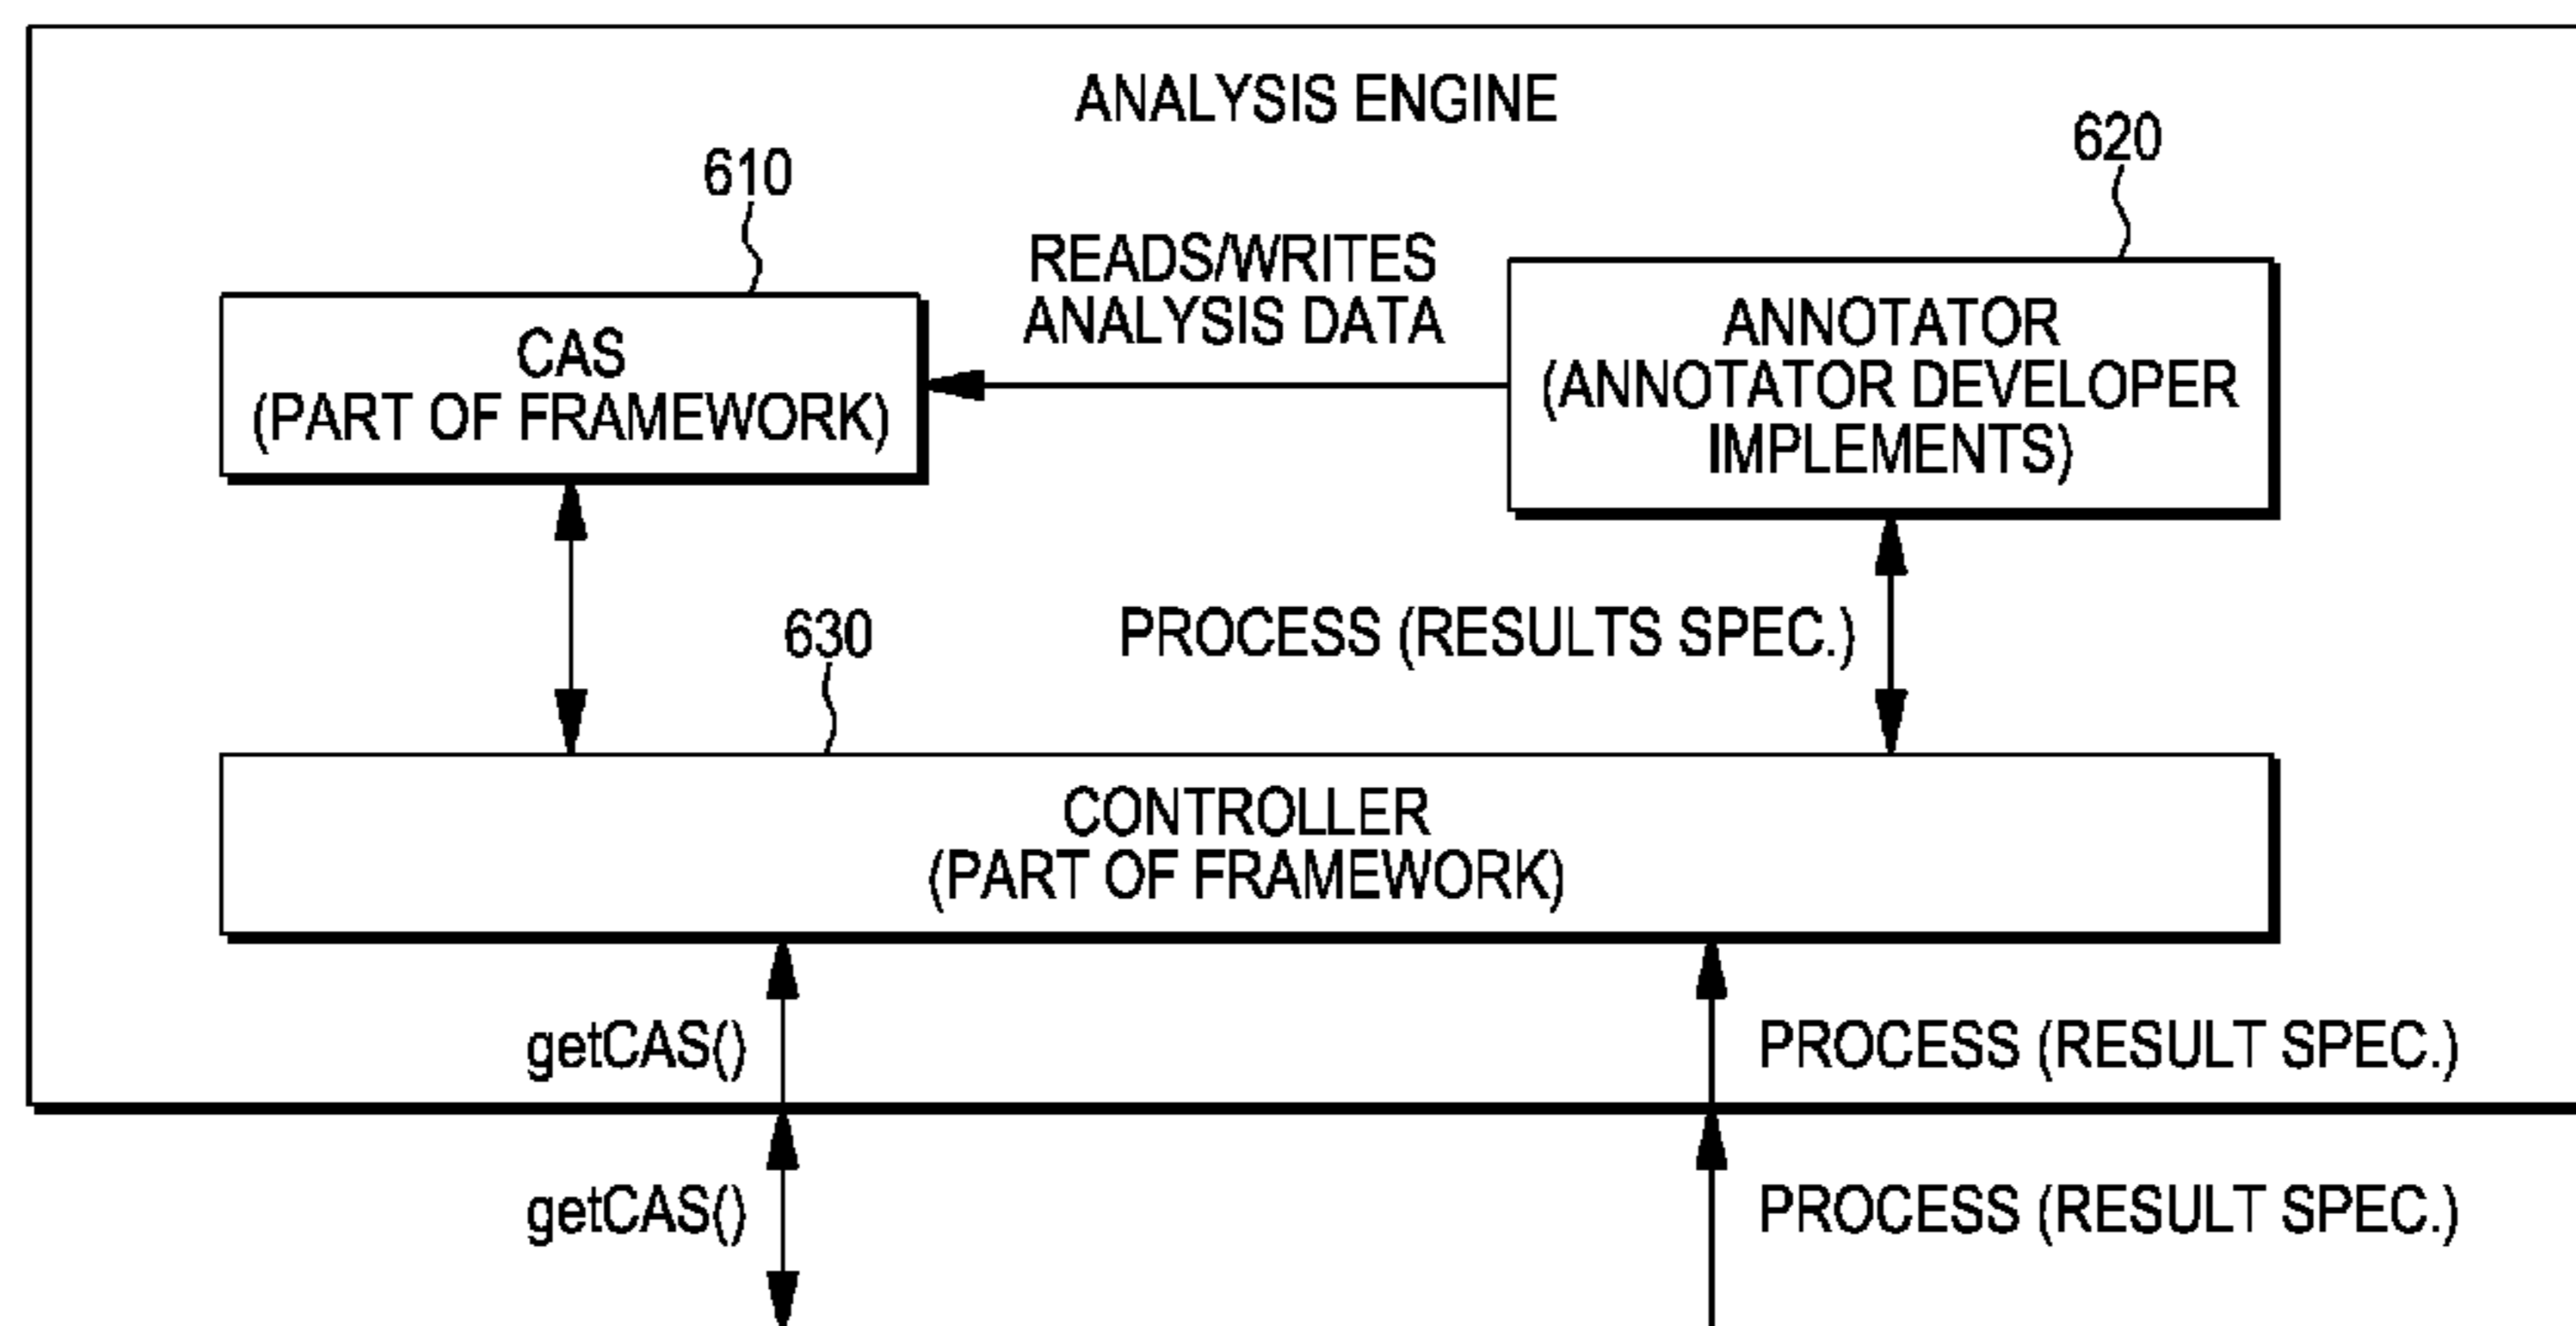 ANALYSIS ENGINE
610
620
READS/WRITES
ANALYSIS DATA
CAS
(PART OF FRAMEWORK)
ANNOTATOR
(ANNOTATOR DEVELOPER
IMPLEMENTS)
630
PROCESS (RESULTS SPEC.)
CONTROLLER
(PART OF FRAMEWORK)
getCAS()
PROCESS (RESULT SPEC.)
getCAS()
PROCESS (RESULT SPEC.)